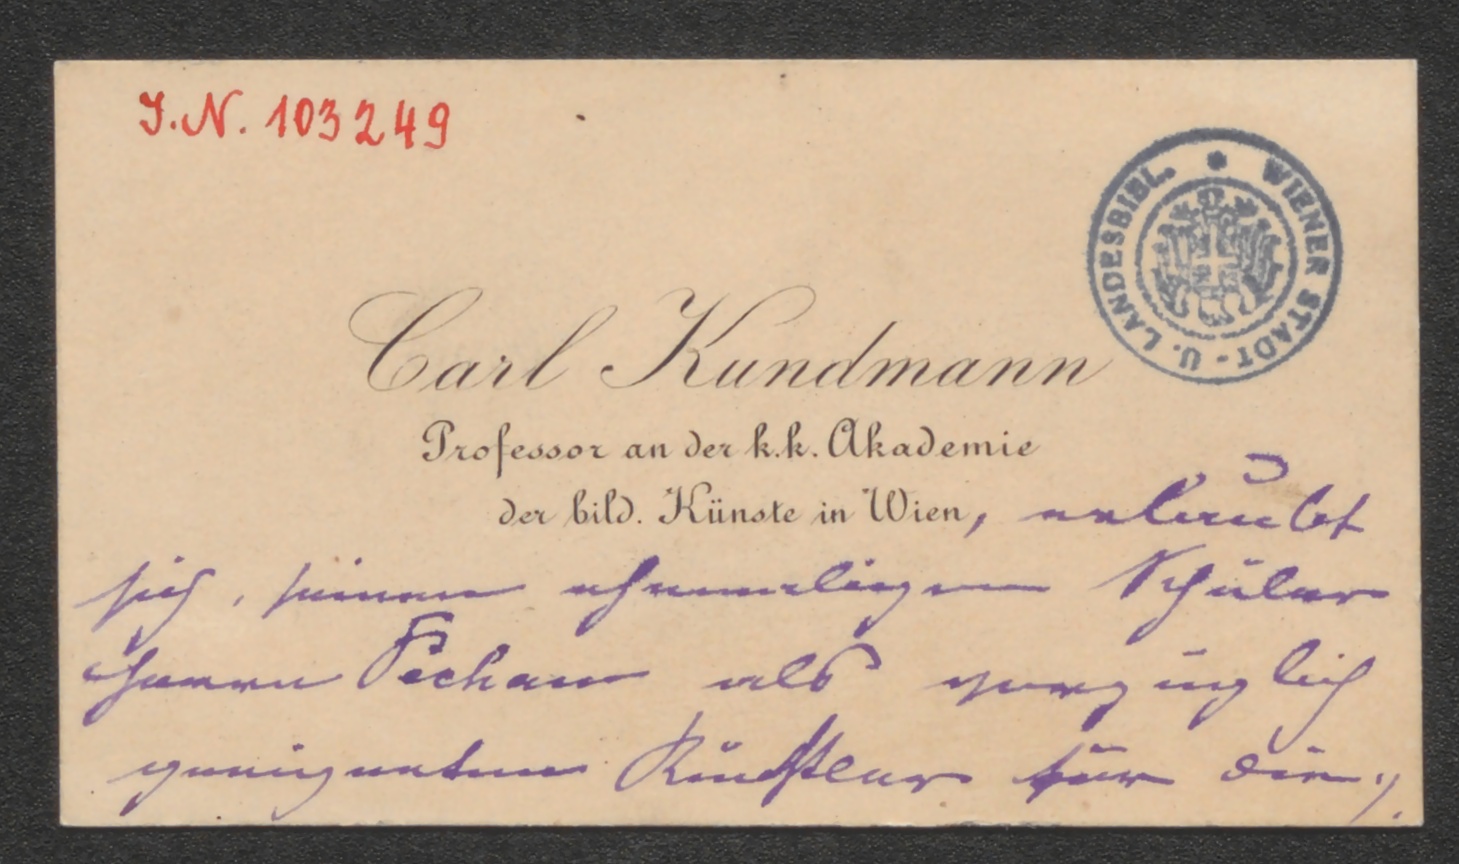 J.N. 103249
WIENER STADT- U. LANDESBIBL.
Carl Kundmann
Professor an der k.k. Akademie
der bild. Künste in Wien, erlaubt
sich, seinen ehemaligen Schüler
Herrn Pechan als vorzüglich
geeigneten Künstler für die